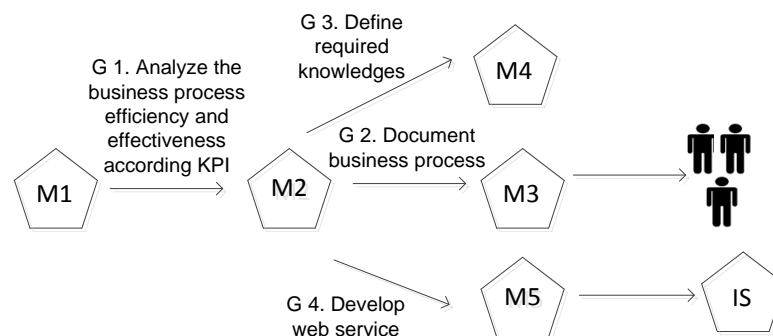 G 1. Analyze the
business process
efficiency and
effectiveness
according KPI
G 3. Define
required
knowledges
G 2. Document
business process
G 4. Develop
web service
M1
M2
M4
M3
M5
IS